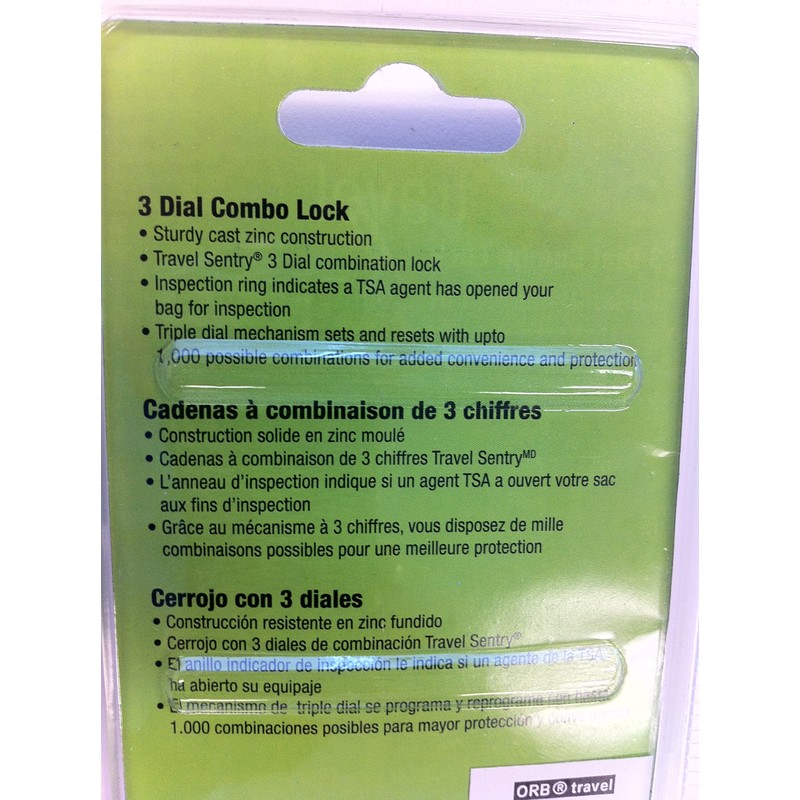 3 Dial Combo Lock
• Sturdy cast zinc construction
• Travel Sentry® 3 Dial combination lock
• Inspection ring indicates a TSA agent has opened your
bag for inspection
• Triple dial mechanism sets and resets with upto
1,000 possible combinations for added convenience and protection
Cadenas à combinaison de 3 chiffres
• Construction solide en zinc moulé
• Cadenas à combinaison de 3 chiffres Travel Sentry MD
• L'anneau d'inspection indique si un agent TSA a ouvert votre sac
aux fins d'inspection
• Grâce au mécanisme à 3 chiffres, vous disposez de mille
combinaisons possibles pour une meilleure protection
Cerrojo con 3 diales
• Construcción resistente en zinc fundido
• Cerrojo con 3 diales de combinación Travel Sentry®
• El anillo indicador de inspección le indica si un agente de la TSA
ha abierto su equipaje
• El mecanismo de triple dial se programa y reprograma con hasta
1.000 combinaciones posibles para mayor protección y
ORB® travel